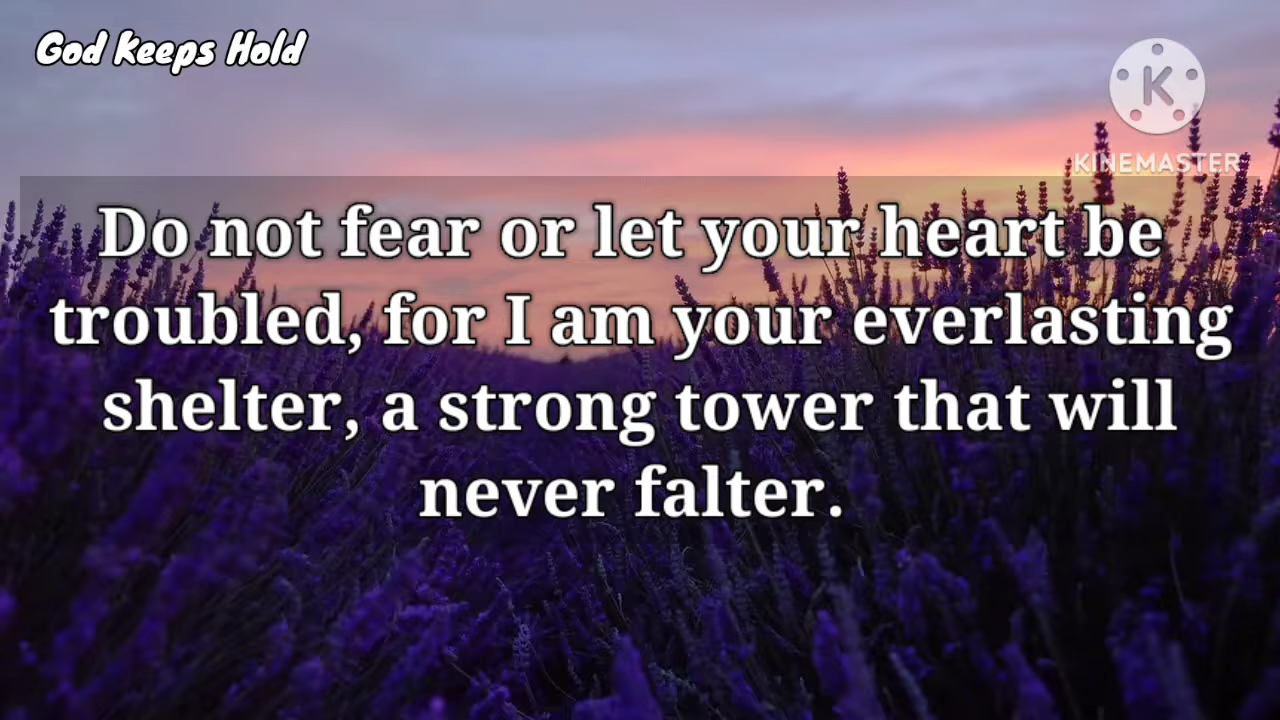 God Keeps Hold
K
KINEMASTER
Do not fear or let your heart be
troubled, for I am your everlasting
shelter, a strong tower that will
never falter.